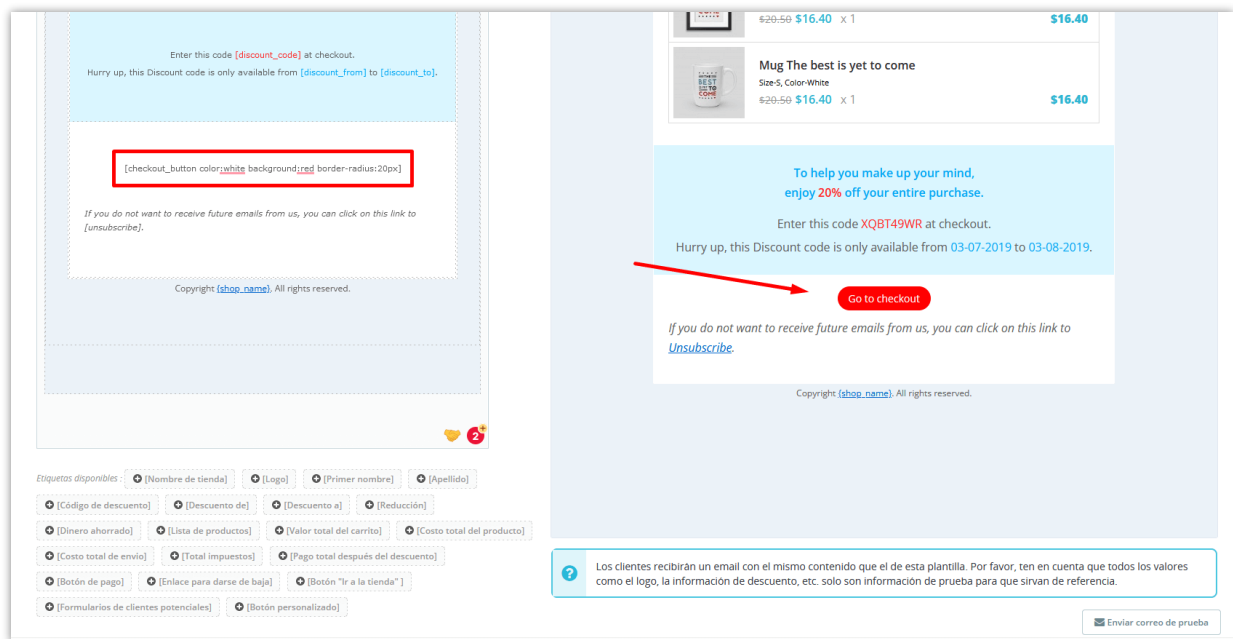 Enter this code [discount_code] at checkout.
Hurry up, this Discount code is only available from [discount_from] to [discount_to].
[checkout_button color:white background:red border-radius:20px]
If you do not want to receive future emails from us, you can click on this link to
[unsubscribe].
Copyright {shop_name}, All rights reserved.
2
Etiquetas disponibles :
[Nombre de tienda] [Logo] [Primer nombre] [Apellido]
[Código de descuento] [Descuento de] [Descuento a] [Reducción]
[Dinero ahorrado] [Lista de productos] [Valor total del carrito] [Costo total del producto]
[Costo total de envío] [Total impuestos] [Pago total después del descuento]
[Botón de pago] [Enlace para darse de baja] [Botón "Ir a la tienda" ]
[Formularios de clientes potenciales] [Botón personalizado]
COME
$20.50 $16.40 x 1 $16.40
BEST
COME
Mug The best is yet to come
Size-S, Color-White
$20.50 $16.40 x 1 $16.40
To help you make up your mind,
enjoy 20% off your entire purchase.
Enter this code XQBT49WR at checkout.
Hurry up, this Discount code is only available from 03-07-2019 to 03-08-2019.
Go to checkout
If you do not want to receive future emails from us, you can click on this link to
Unsubscribe.
Copyright {shop_name}. All rights reserved.
Los clientes recibirán un email con el mismo contenido que el de esta plantilla. Por favor, ten en cuenta que todos los valores
como el logo, la información de descuento, etc. solo son información de prueba para que sirvan de referencia.
Enviar correo de prueba